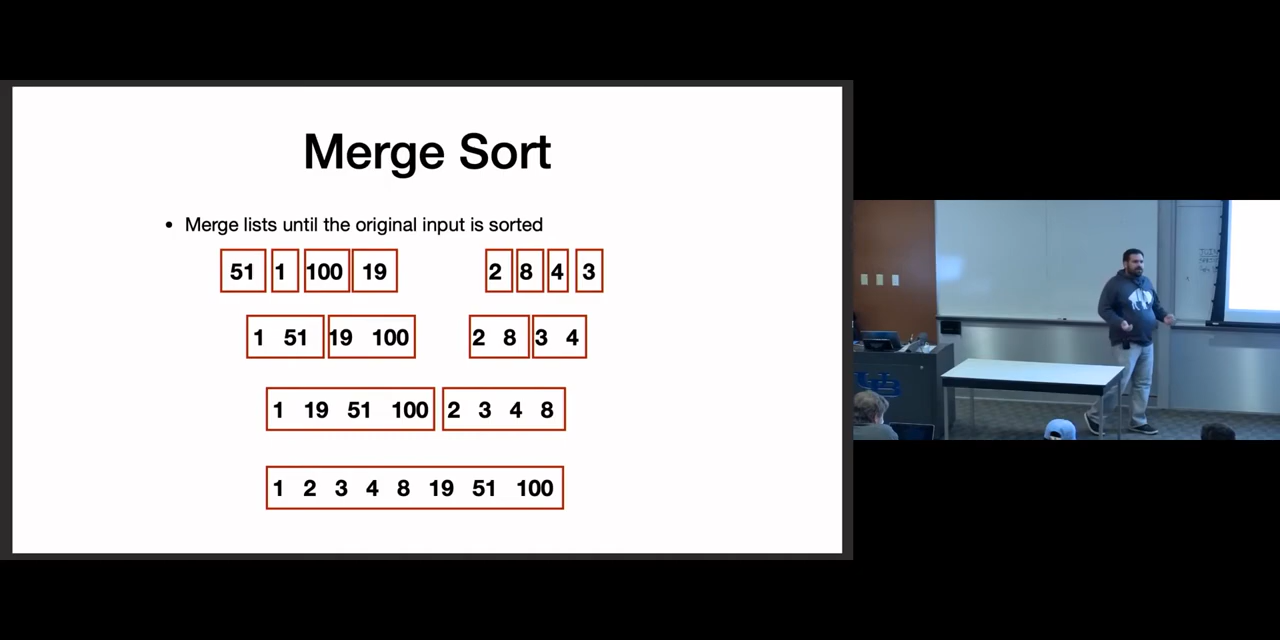 Merge Sort
• Merge lists until the original input is sorted
51 1 100 19 2 8 4 3
1 51 19 100 2 8 3 4
1 19 51 100 2 3 4 8
1 2 3 4 8 19 51 100
UB